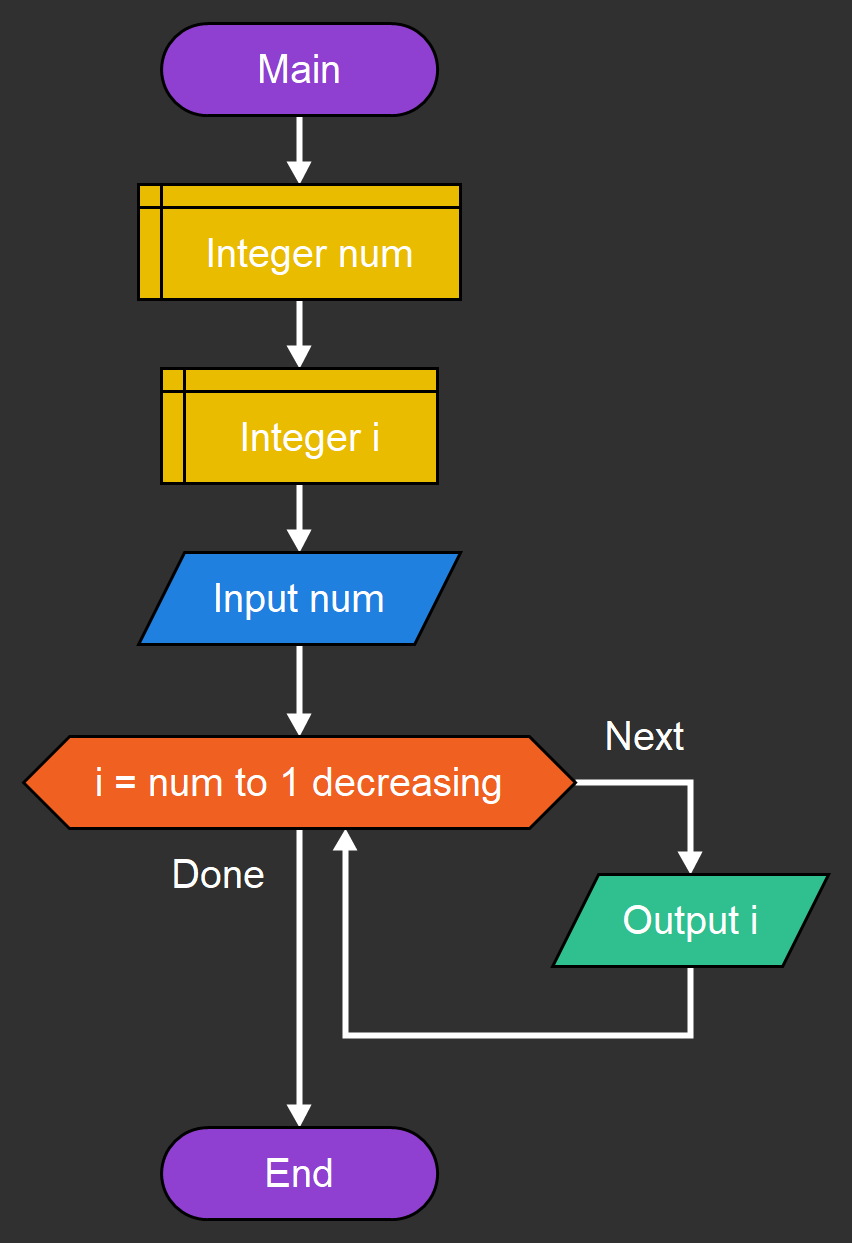 Main
Integer num
Integer i
Input num
i = num to 1 decreasing
Next
Done
Output i
End